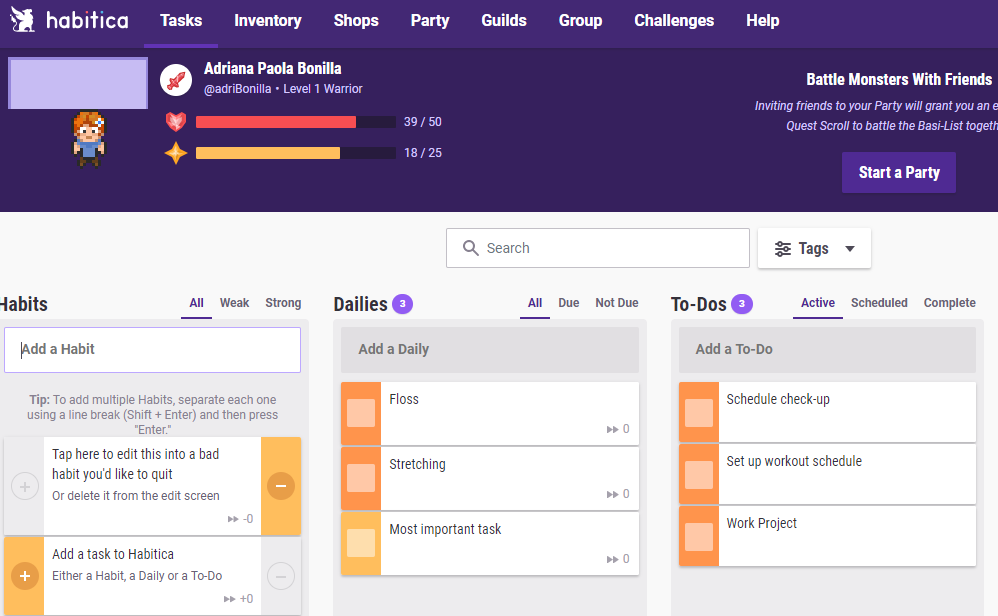 habitica
Tasks
Inventory
Shops
Party
Guilds
Group
Challenges
Help
Adriana Paola Bonilla
@adriBonilla • Level 1 Warrior
39 / 50
18 / 25
Battle Monsters With Friends
Inviting friends to your Party will grant you an e
Quest Scroll to battle the Basi-List togeth
Start a Party
Search
Tags
Habits
All Weak Strong
Add a Habit
Tip: To add multiple Habits, separate each one
using a line break (Shift + Enter) and then press
"Enter."
Tap here to edit this into a bad
habit you'd like to quit
Or delete it from the edit screen
-0
Add a task to Habitica
Either a Habit, a Daily or a To-Do
+0
Dailies 3
All Due Not Due
Add a Daily
Floss
0
Stretching
0
Most important task
0
To-Dos 3
Active Scheduled Complete
Add a To-Do
Schedule check-up
Set up workout schedule
Work Project